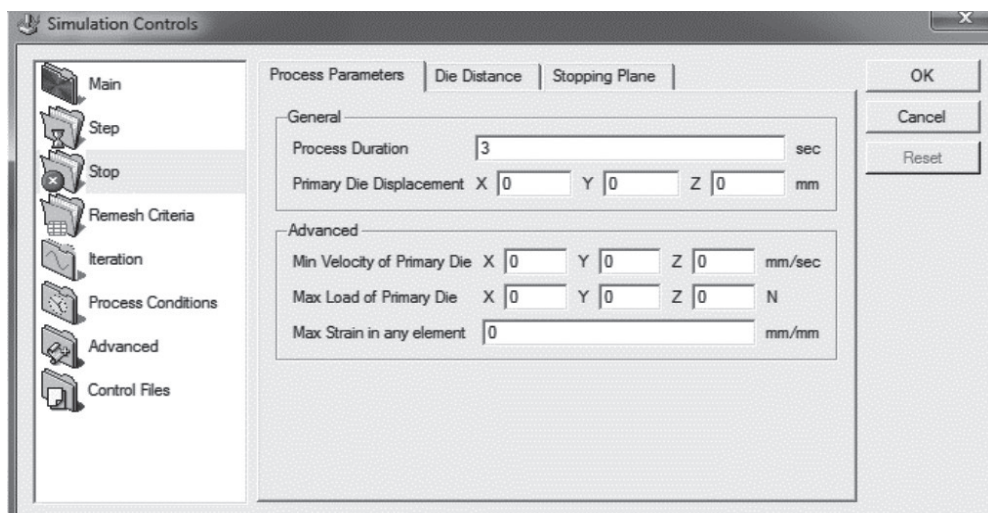 Simulation Controls
X
Main
Step
Stop
Remesh Criteria
Iteration
Process Conditions
Advanced
Control Files
Process Parameters Die Distance Stopping Plane
General
Process Duration 3 sec
Primary Die Displacement X 0 Y 0 Z 0 mm
Advanced
Min Velocity of Primary Die X 0 Y 0 Z 0 mm/sec
Max Load of Primary Die X 0 Y 0 Z 0 N
Max Strain in any element 0 mm/mm
OK
Cancel
Reset